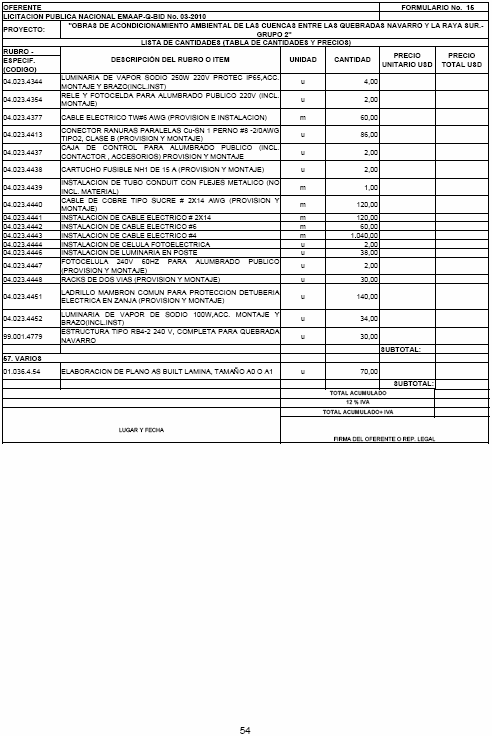 OFERENTE FORMULARIO No. 15
LICITACION PUBLICA NACIONAL EMAAP-Q-BID No. 03-2010
PROYECTO: "OBRAS DE ACONDICIONAMIENTO AMBIENTAL DE LAS CUENCAS ENTRE LAS QUEBRADAS NAVARRO Y LA RAYA SUR.-
GRUPO 2"
LISTA DE CANTIDADES (TABLA DE CANTIDADES Y PRECIOS)
RUBRO -
ESPECIF.
(CODIGO) DESCRIPCIÓN DEL RUBRO O ITEM UNIDAD CANTIDAD PRECIO
UNITARIO USD PRECIO
TOTAL USD
04.023.4344 LUMINARIA DE VAPOR SODIO 250W 220V PROTEC IP65,ACC.
MONTAJE Y BRAZO(INCL.INST) u 4,00
04.023.4354 RELE Y FOTOCELDA PARA ALUMBRADO PUBLICO 220V (INCL.
MONTAJE) u 2,00
04.023.4377 CABLE ELECTRICO TW#6 AWG (PROVISION E INSTALACION) m 60,00
04.023.4413 CONECTOR RANURAS PARALELAS Cu-SN 1 PERNO #8 -2/0AWG
TIPO2, CLASE B (PROVISION Y MONTAJE) u 86,00
04.023.4437 CAJA DE CONTROL PARA ALUMBRADO PUBLICO (INCL.
CONTACTOR , ACCESORIOS) PROVISION Y MONTAJE u 2,00
04.023.4438 CARTUCHO FUSIBLE NH1 DE 15 A (PROVISION Y MONTAJE) u 2,00
04.023.4439 INSTALACION DE TUBO CONDUIT CON FLEJES METALICO (NO
INCL. MATERIAL) m 1,00
04.023.4440 CABLE DE COBRE TIPO SUCRE # 2X14 AWG (PROVISION Y
MONTAJE) m 120,00
04.023.4441 INSTALACION DE CABLE ELECTRICO # 2X14 m 120,00
04.023.4442 INSTALACION DE CABLE ELECTRICO #6 m 60,00
04.023.4443 INSTALACION DE CABLE ELECTRICO #4 m 1.040,00
04.023.4444 INSTALACION DE CELULA FOTOELECTRICA u 2,00
04.023.4446 INSTALACION DE LUMINARIA EN POSTE u 38,00
04.023.4447 FOTOCELULA 240V 60HZ PARA ALUMBRADO PUBLICO
(PROVISION Y MONTAJE) u 2,00
04.023.4448 RACKS DE DOS VIAS (PROVISION Y MONTAJE) u 30,00
04.023.4451 LADRILLO MAMBRON COMUN PARA PROTECCION DETUBERIA
ELECTRICA EN ZANJA (PROVISION Y MONTAJE) u 140,00
04.023.4452 LUMINARIA DE VAPOR DE SODIO 100W,ACC. MONTAJE Y
BRAZO(INCL.INST) u 34,00
99.001.4779 ESTRUCTURA TIPO RB4-2 240 V, COMPLETA PARA QUEBRADA
NAVARRO u 30,00
SUBTOTAL:
57. VARIOS
01.036.4.54 ELABORACION DE PLANO AS BUILT LAMINA, TAMAÑO A0 O A1 u 70,00
SUBTOTAL:
TOTAL ACUMULADO
12 % IVA
TOTAL ACUMULADO+ IVA
LUGAR Y FECHA
FIRMA DEL OFERENTE O REP. LEGAL
54